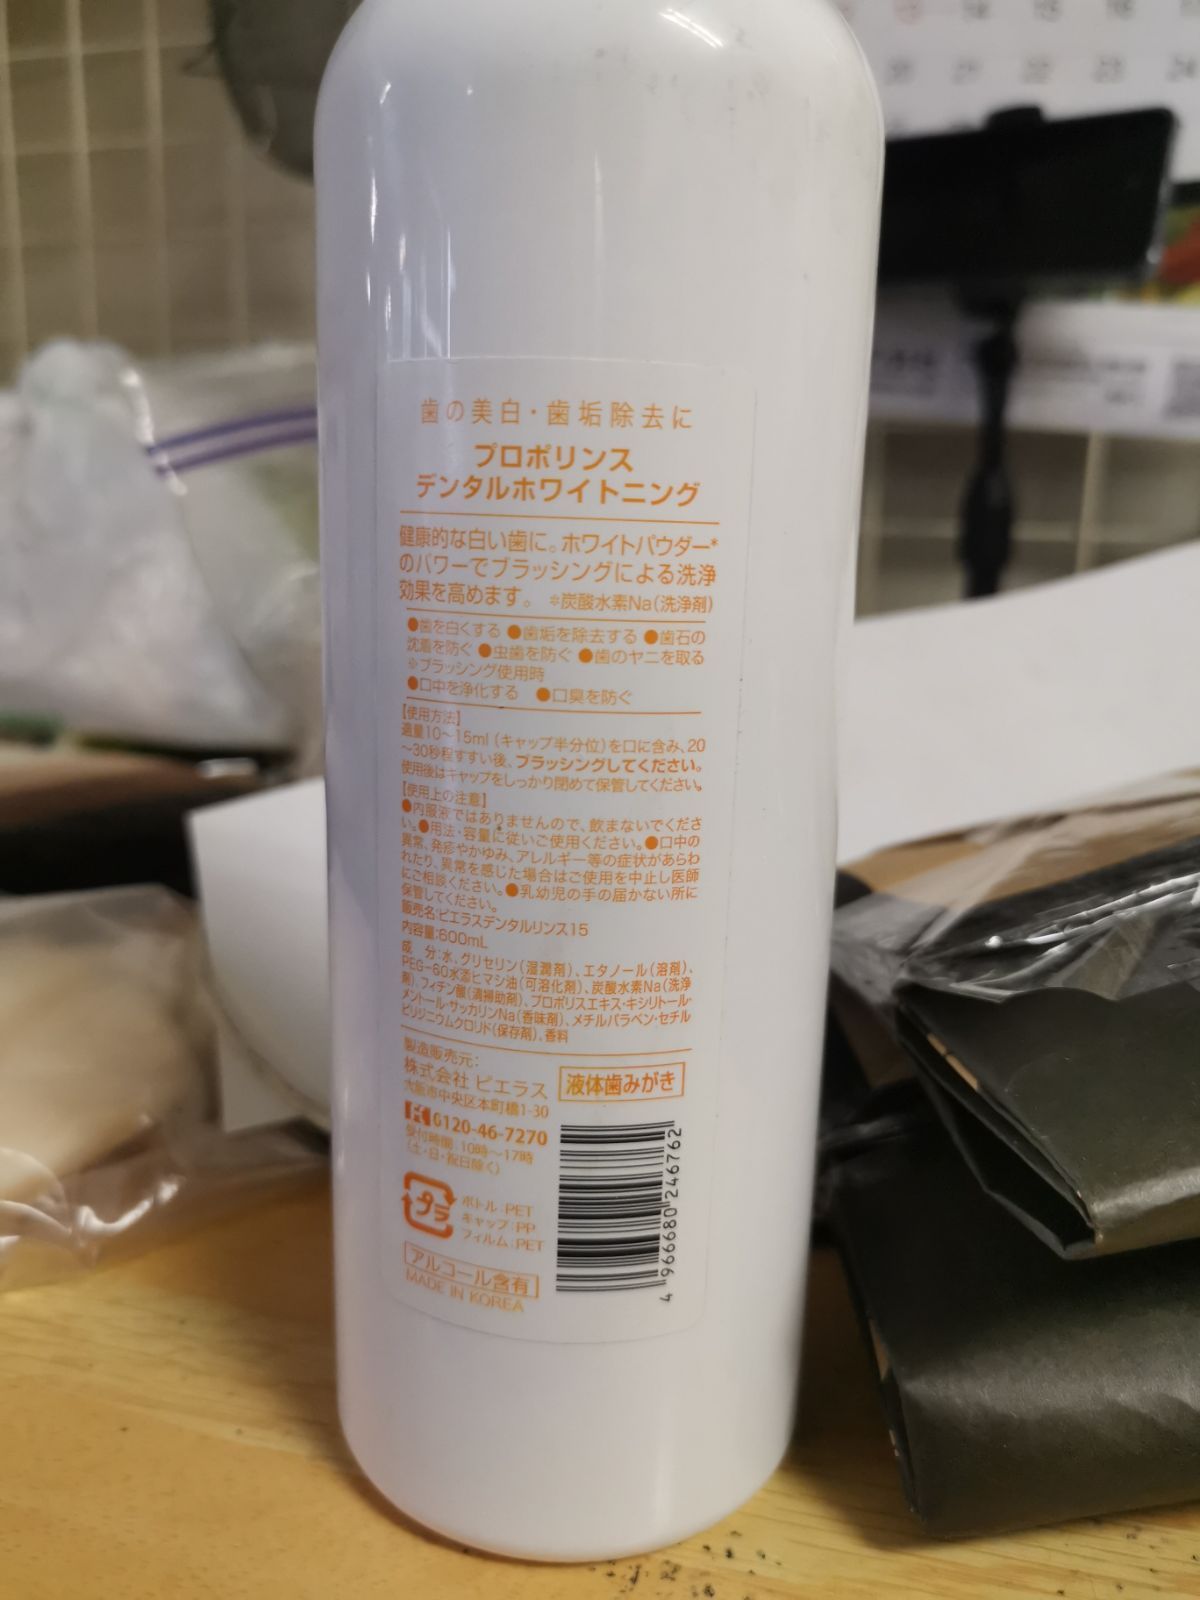 歯の美白・歯垢除去に
プロポリンス
デンタルホワイトニング
健康的な白い歯に。ホワイトパウダー*
のパワーでブラッシングによる洗浄
効果を高めます。 *炭酸水素Na(洗浄剤)
●歯を白くする ●歯垢を除去する ●歯石の
沈着を防ぐ ●虫歯を防ぐ ●歯のヤニを取る
※ブラッシング使用時
●口中を浄化する ●口臭を防ぐ
【使用方法】
適量10～15ml(キャップ半分位)を口に含み、20
～30秒程すすい後、ブラッシングしてください。
使用後はキャップをしっかり閉めて保管してください。
【使用上の注意】
●内服液ではありませんので、飲まないでくださ
い。●用法・容量に従いご使用ください。●口中の
異常、発疹やかゆみ、アレルギー等の症状があらわ
れたり、異常を感じた場合はご使用を中止し医師
にご相談ください。●乳幼児の手の届かない所に
保管してください。
販売名:ピエラスデンタルリンス15
内容量:600mL
成 分:水、グリセリン(湿潤剤)、エタノール(溶剤)、
PEG-60水添ヒマシ油(可溶化剤)、炭酸水素Na(洗浄
剤)、フィチン酸(清掃助剤)、プロポリスエキス・キシリトール・
メントール・サッカリンNa(香味剤)、メチルパラベン・セチル
ピリジニウムクロリド(保存剤)、香料
製造販売元:
株式会社 ピエラス
液体歯みがき
大阪市中央区本町橋1-30
0120-46-7270
受付時間:10時～17時
(土・日・祝日除く)
プラ
ボトル:PET
キャップ:PP
フィルム:PET
アルコール含有
MADE IN KOREA
4 966680 246762